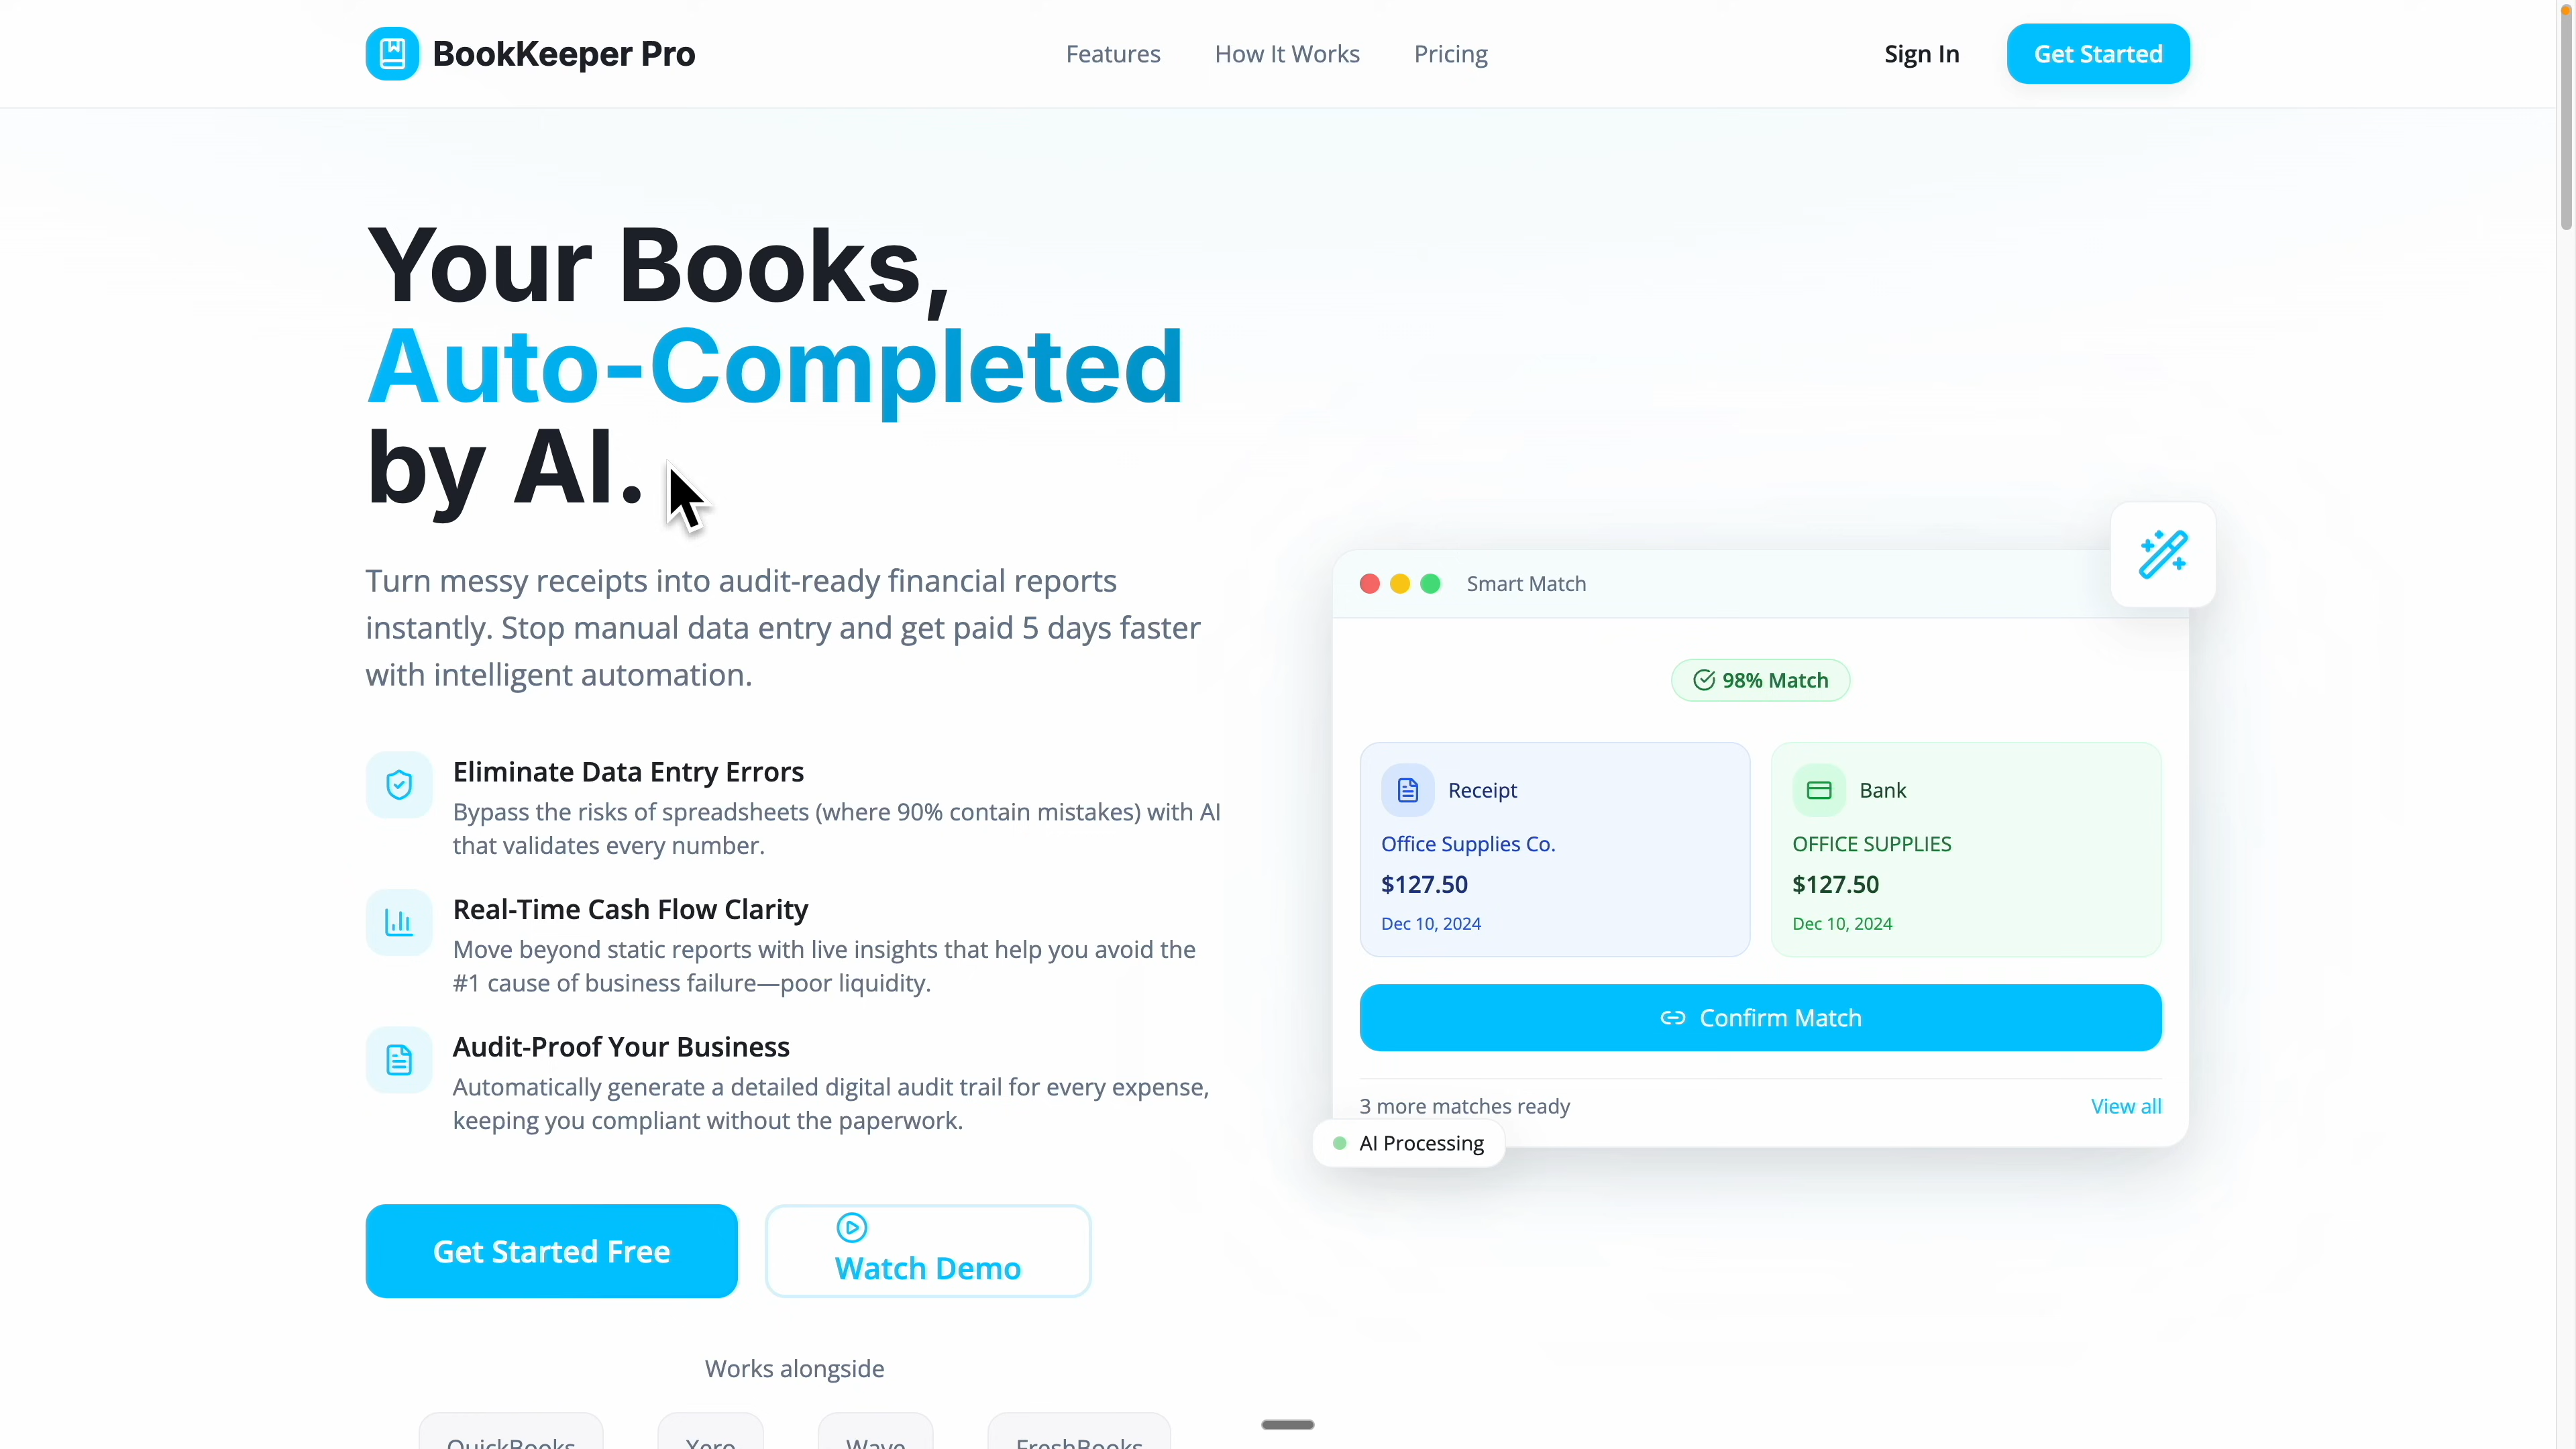 BookKeeper Pro
Features
How It Works
Pricing
Sign In
Get Started
Your Books,
Auto-Completed
by AI.
Turn messy receipts into audit-ready financial reports
instantly. Stop manual data entry and get paid 5 days faster
with intelligent automation.
Eliminate Data Entry Errors
Bypass the risks of spreadsheets (where 90% contain mistakes) with AI
that validates every number.
Real-Time Cash Flow Clarity
Move beyond static reports with live insights that help you avoid the
#1 cause of business failure—poor liquidity.
Audit-Proof Your Business
Automatically generate a detailed digital audit trail for every expense,
keeping you compliant without the paperwork.
Get Started Free
Watch Demo
Works alongside
QuickBooks
Xero
Wave
FreshBooks
Smart Match
98% Match
Receipt
Office Supplies Co.
$127.50
Dec 10, 2024
Bank
OFFICE SUPPLIES
$127.50
Dec 10, 2024
Confirm Match
3 more matches ready
View all
AI Processing